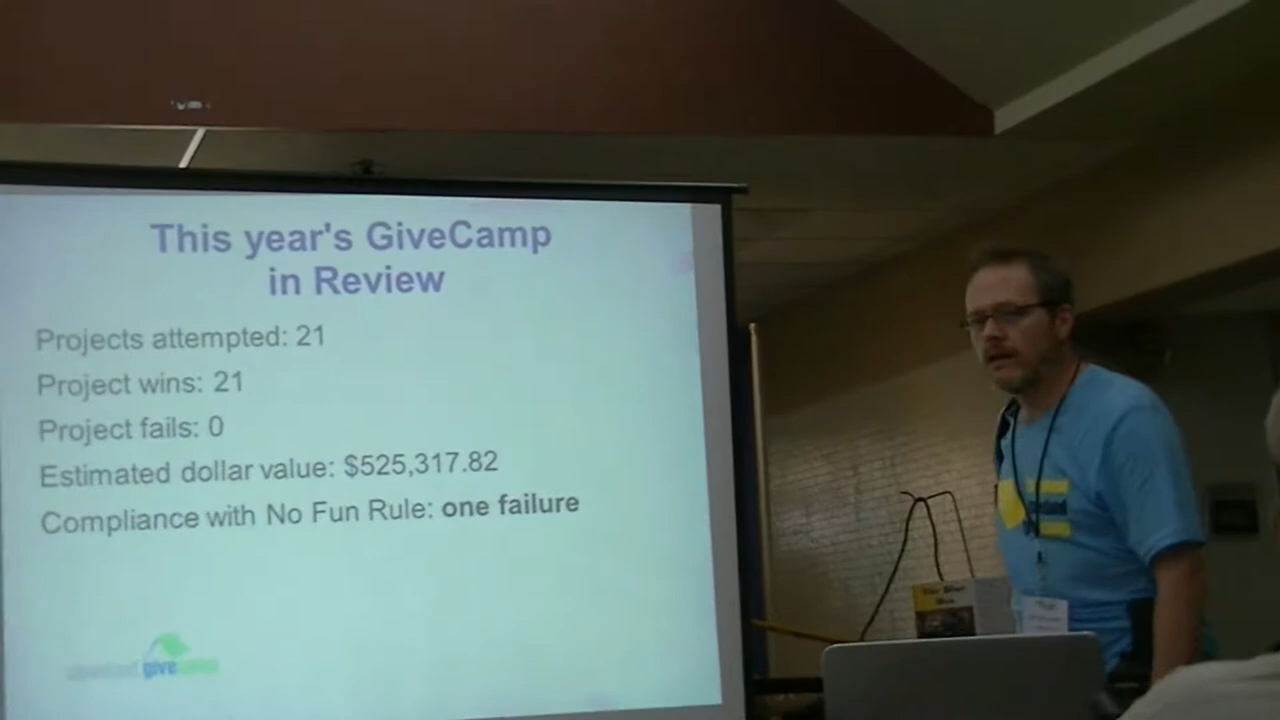 This year's GiveCamp
in Review
Projects attempted: 21
Project wins: 21
Project fails: 0
Estimated dollar value: $525,317.82
Compliance with No Fun Rule: one failure
give